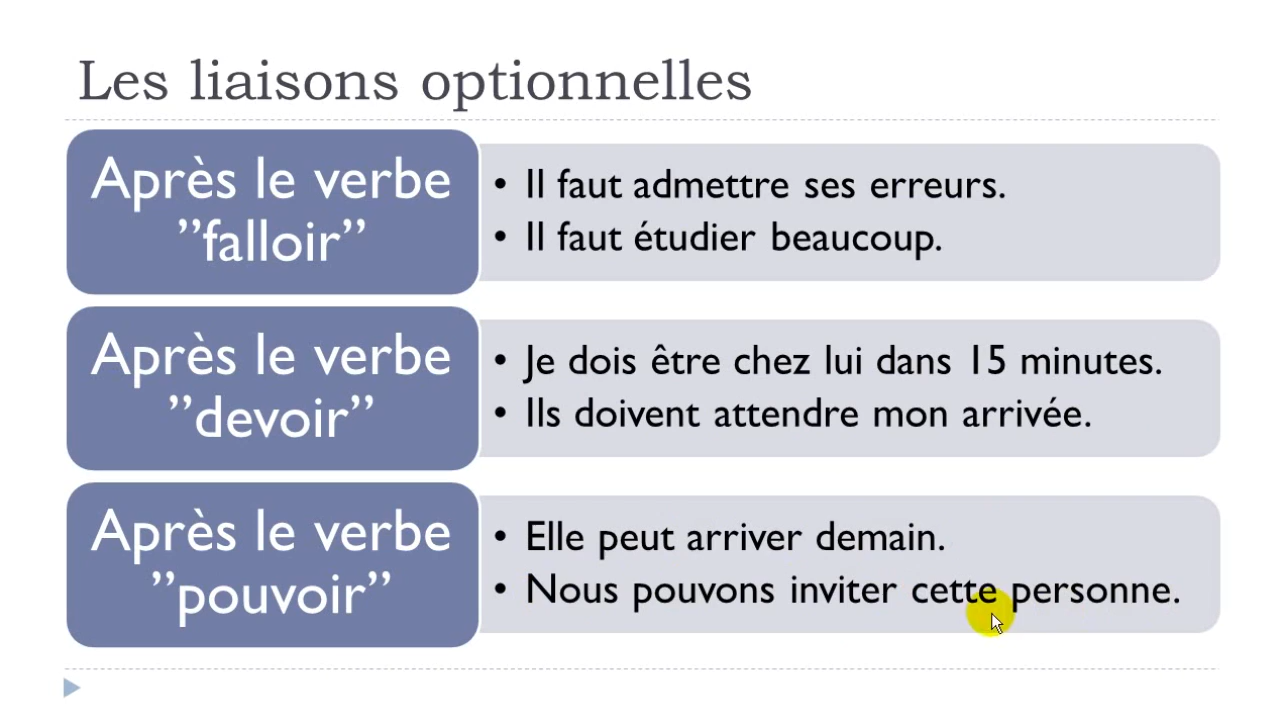 Les liaisons optionnelles
Après le verbe
”falloir”
• Il faut admettre ses erreurs.
• Il faut étudier beaucoup.
Après le verbe
”devoir”
• Je dois être chez lui dans 15 minutes.
• Ils doivent attendre mon arrivée.
Après le verbe
”pouvoir”
• Elle peut arriver demain.
• Nous pouvons inviter cette personne.